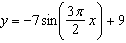 y = −7 sin(3π/2 x) + 9